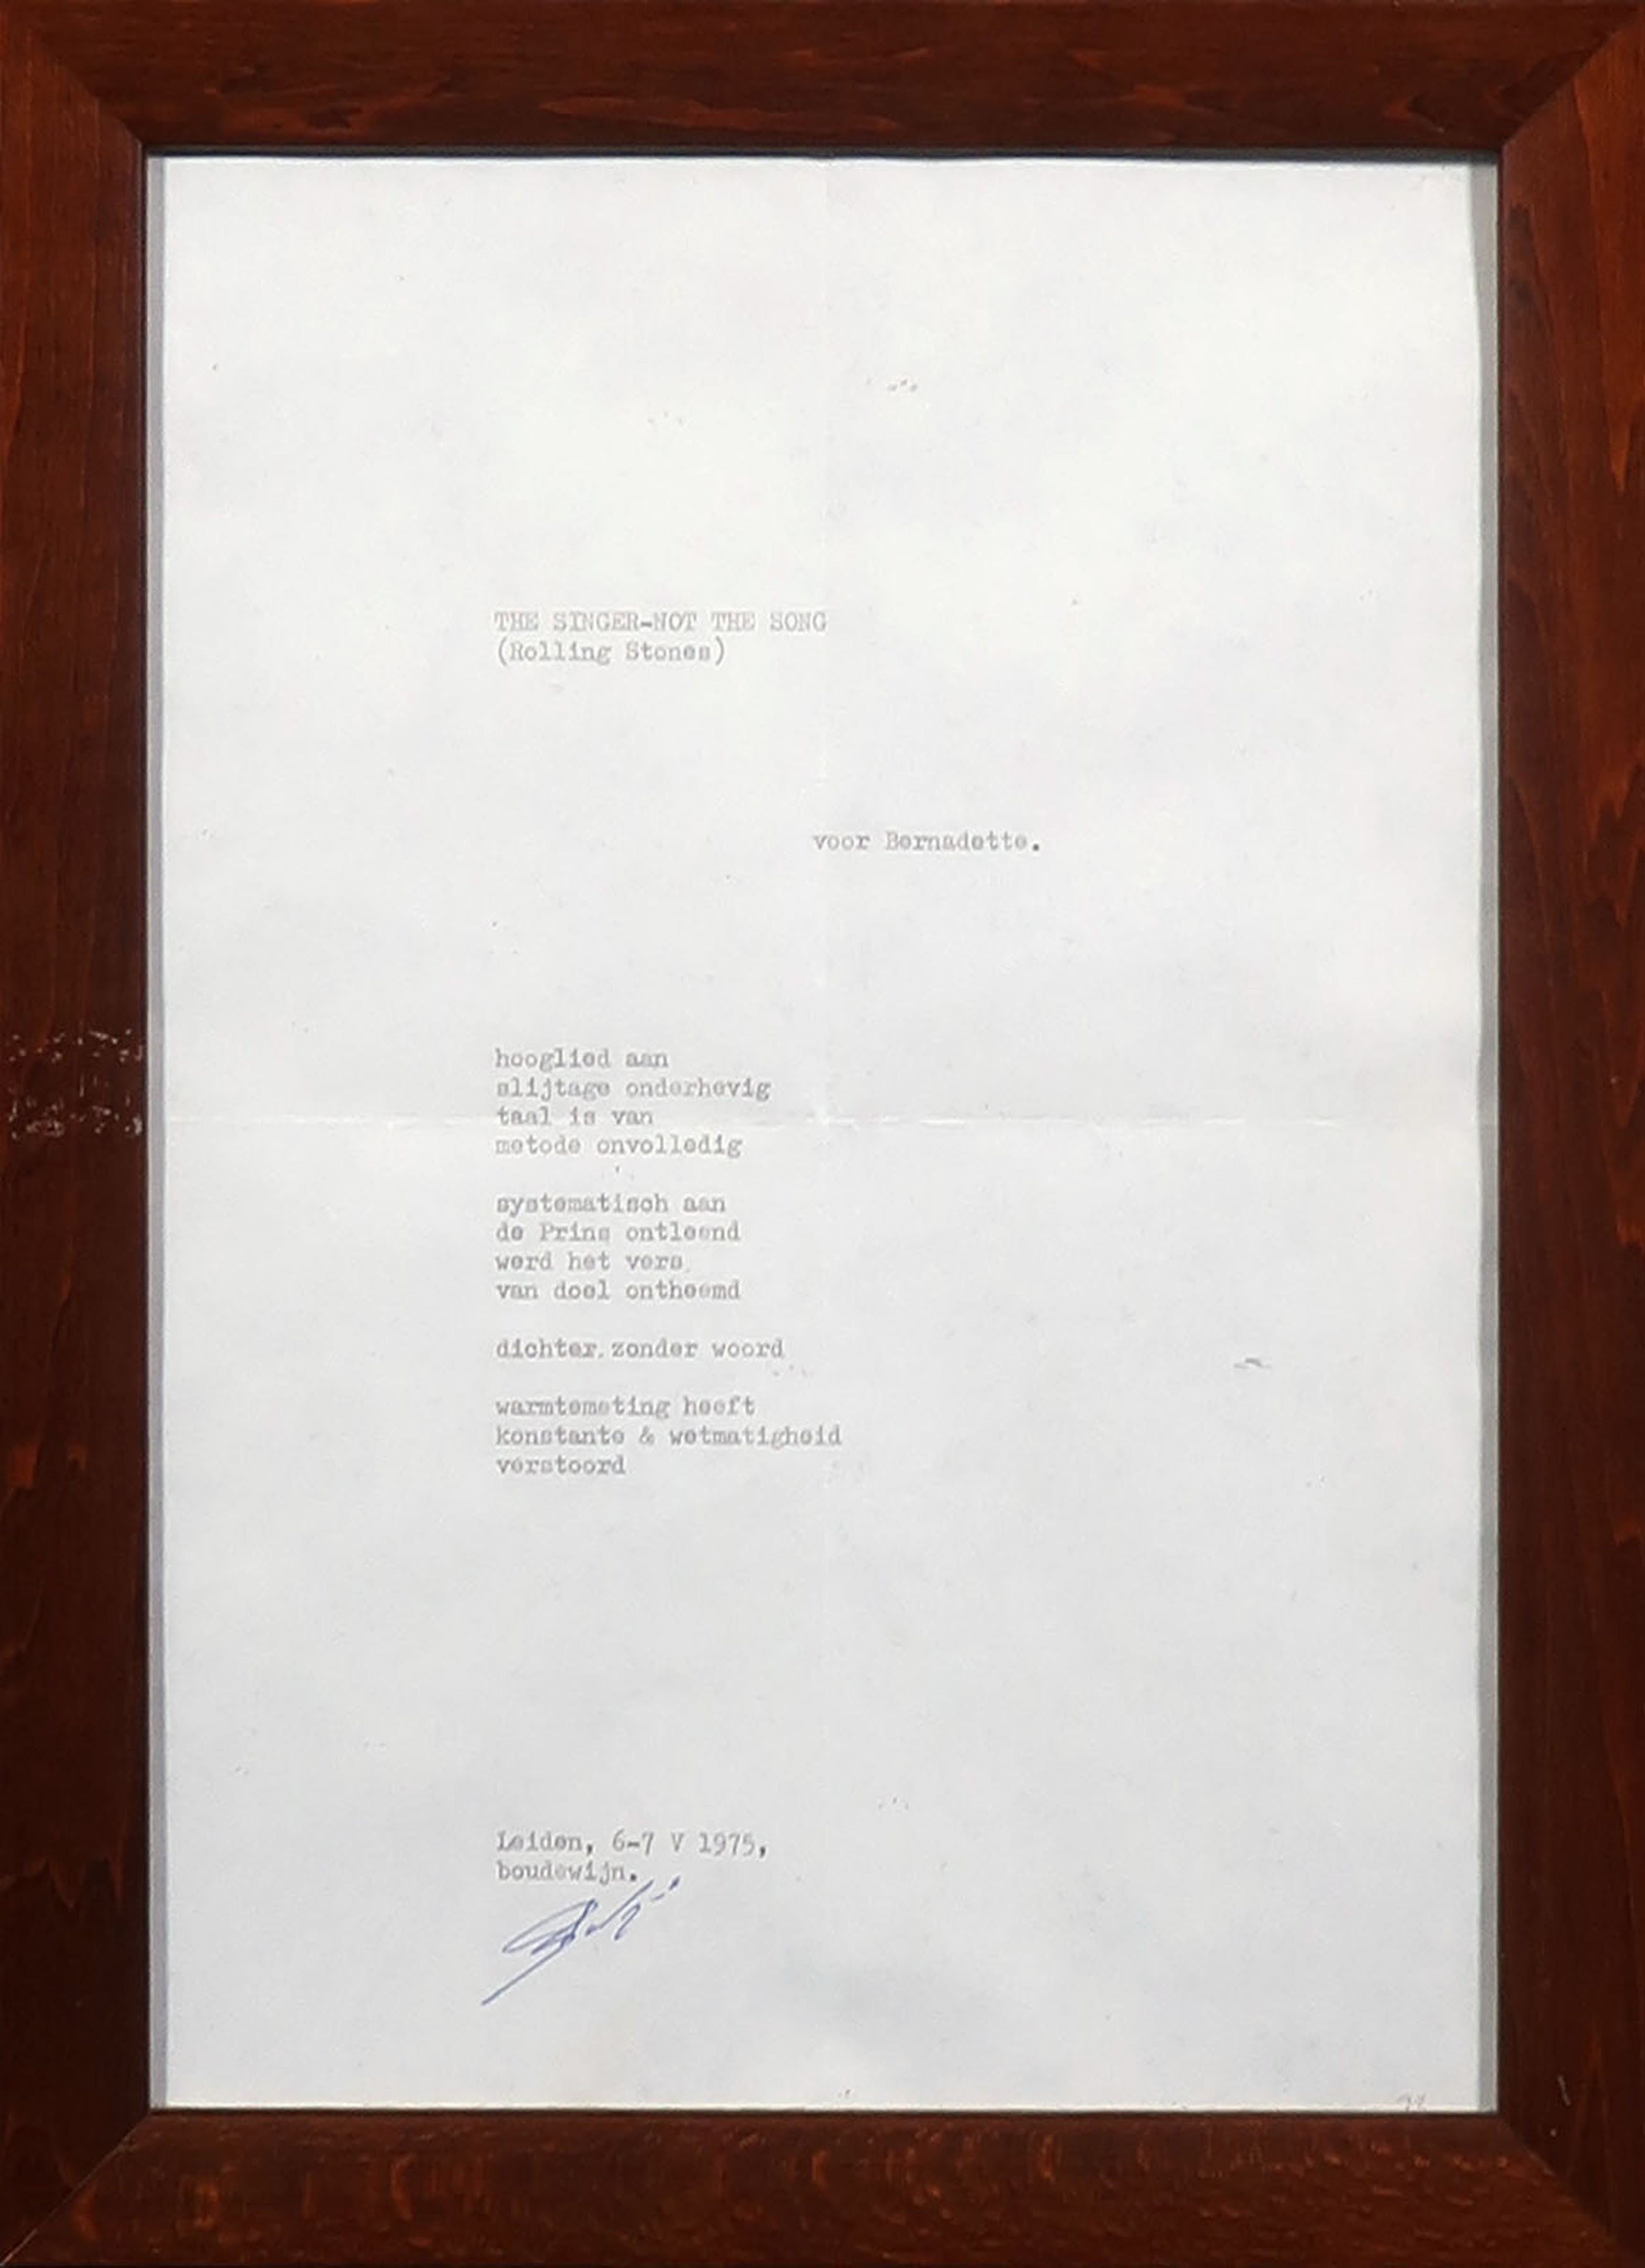 THE SINGER-NOT THE SONG
(Rolling Stones)
voor Bernadette.
hooglied aan
slijtage onderhevig
taal is van
metode onvolledig
systematisch aan
de Prins ontleend
werd het vers
van doel ontheemd
dichter zonder woord
warmtemeting heeft
konstante & wetmatigheid
verstoord
Leiden, 6-7 V 1975,
boudewijn.